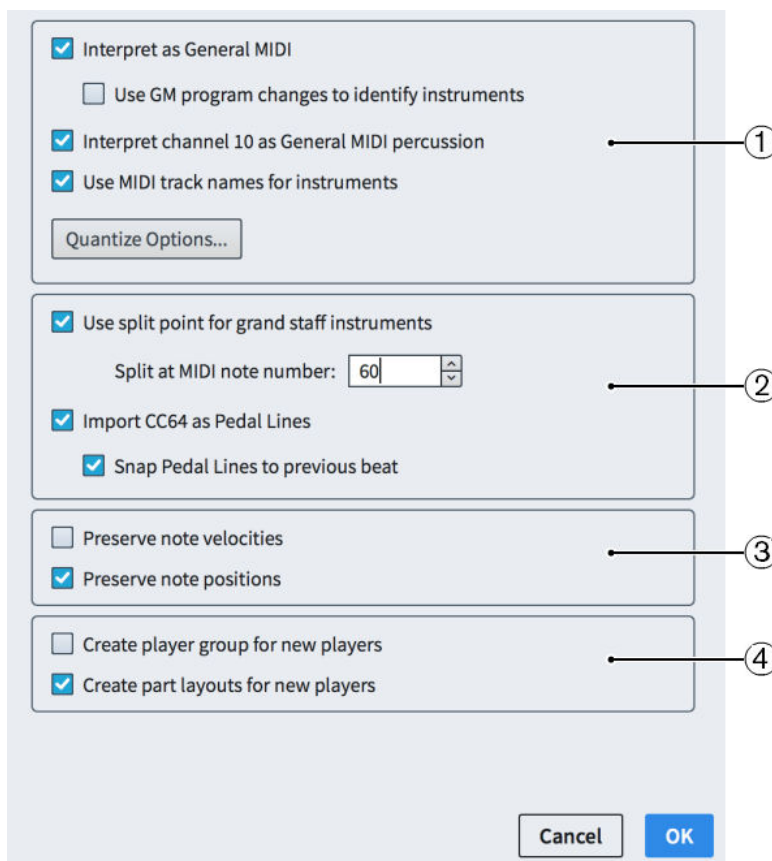 Interpret as General MIDI
Use GM program changes to identify instruments
Interpret channel 10 as General MIDI percussion
1
Use MIDI track names for instruments
Quantize Options...
Use split point for grand staff instruments
Split at MIDI note number: 60
2
Import CC64 as Pedal Lines
Snap Pedal Lines to previous beat
Preserve note velocities
3
Preserve note positions
Create player group for new players
4
Create part layouts for new players
Cancel OK